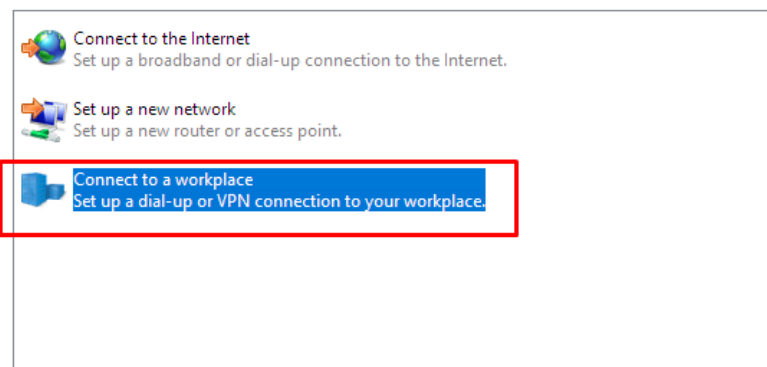 Connect to the Internet
Set up a broadband or dial-up connection to the Internet.
Set up a new network
Set up a new router or access point.
Connect to a workplace
Set up a dial-up or VPN connection to your workplace.